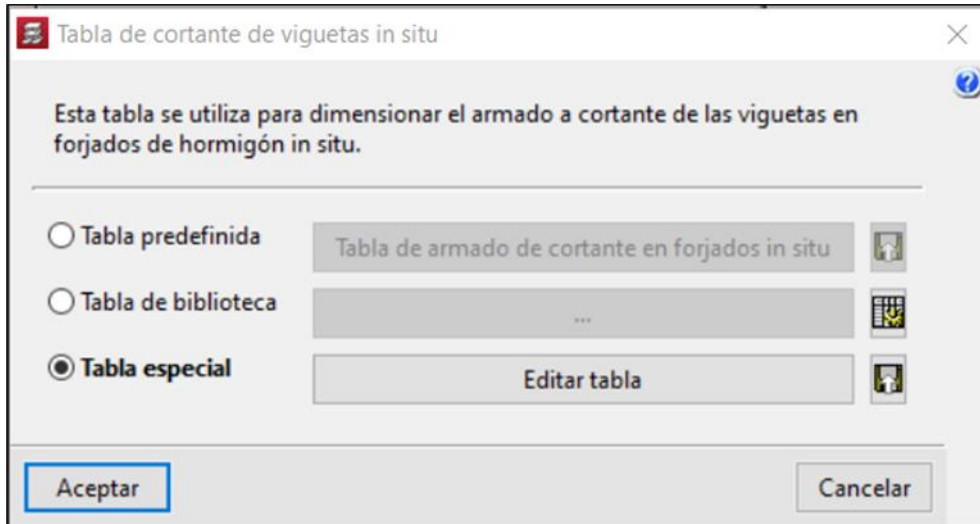 Tabla de cortante de viguetas in situ
Esta tabla se utiliza para dimensionar el armado a cortante de las viguetas en
forjados de hormigón in situ.
Tabla predefinida
Tabla de armado de cortante en forjados in situ
Tabla de biblioteca
...
Tabla especial
Editar tabla
Aceptar
Cancelar